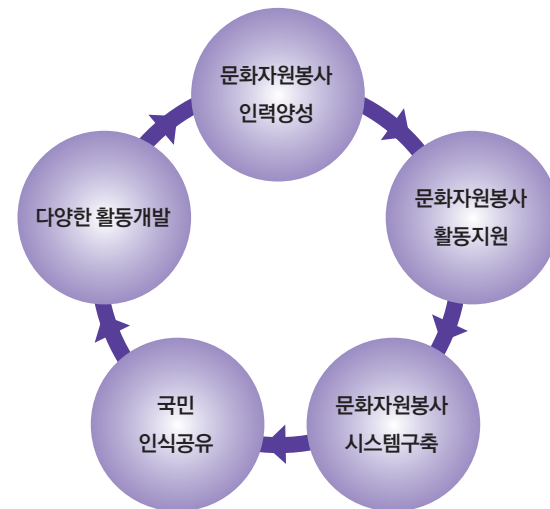 문화자원봉사
인력양성
문화자원봉사
활동지원
문화자원봉사
시스템구축
국민
인식공유
다양한 활동개발